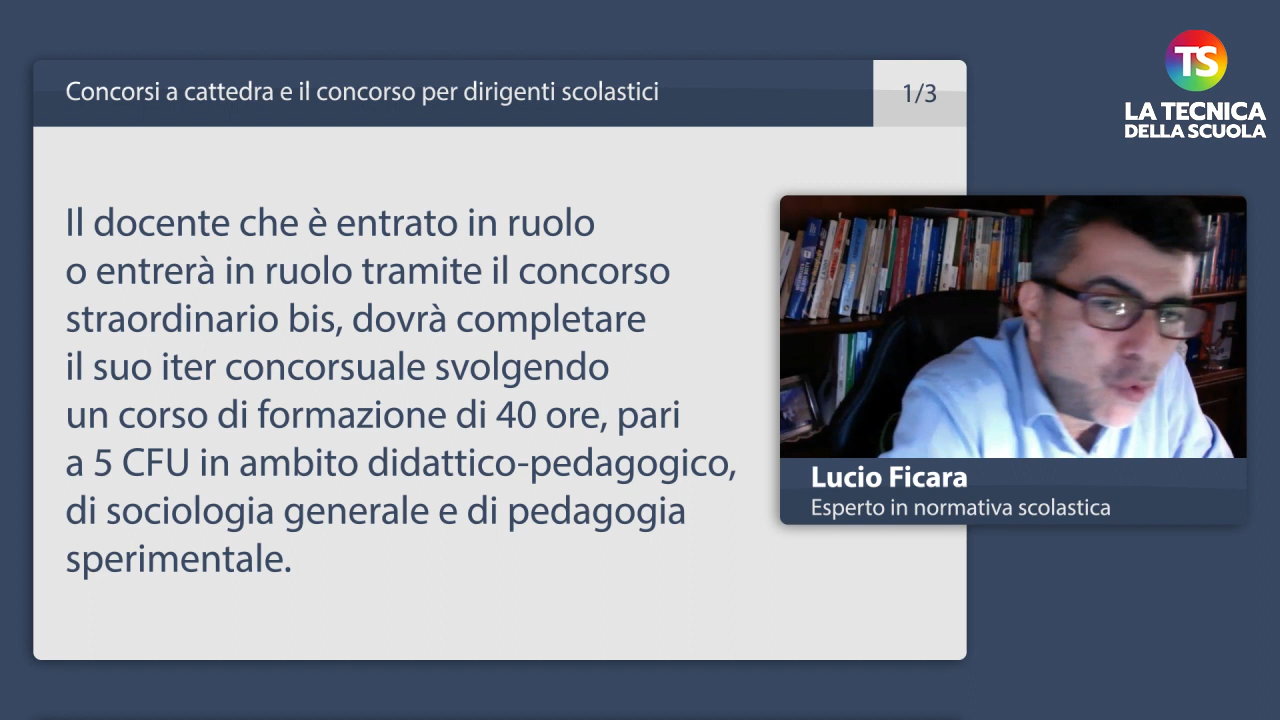 Concorsi a cattedra e il concorso per dirigenti scolastici
1/3
TS
LA TECNICA
DELLA SCUOLA
Il docente che è entrato in ruolo
o entrerà in ruolo tramite il concorso
straordinario bis, dovrà completare
il suo iter concorsuale svolgendo
un corso di formazione di 40 ore, pari
a 5 CFU in ambito didattico-pedagogico,
di sociologia generale e di pedagogia
sperimentale.
Lucio Ficara
Esperto in normativa scolastica